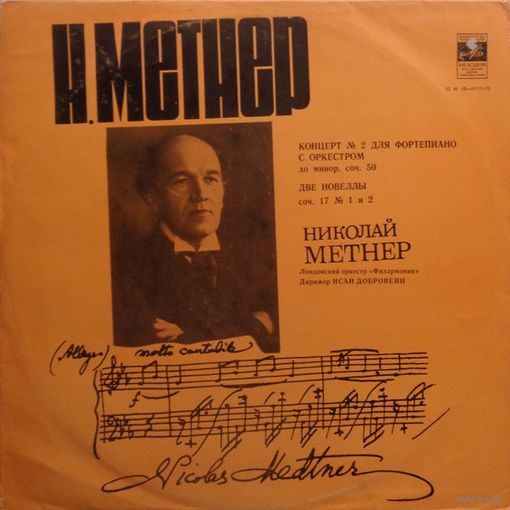 Н. Метнер
МЕЛОДИЯ
КОНЦЕРТ № 2 ДЛЯ ФОРТЕПИАНО
С ОРКЕСТРОМ
до минор, соч. 50
ДВЕ НОВЕЛЛЫ
соч. 17 № 1 и 2
НИКОЛАЙ
МЕТНЕР
Лондонский оркестр «Филармония»
Дирижер ИСАЙ ДОБРОВЕЙН
(Allegro) molto cantabile
f
Nicolas Medtner